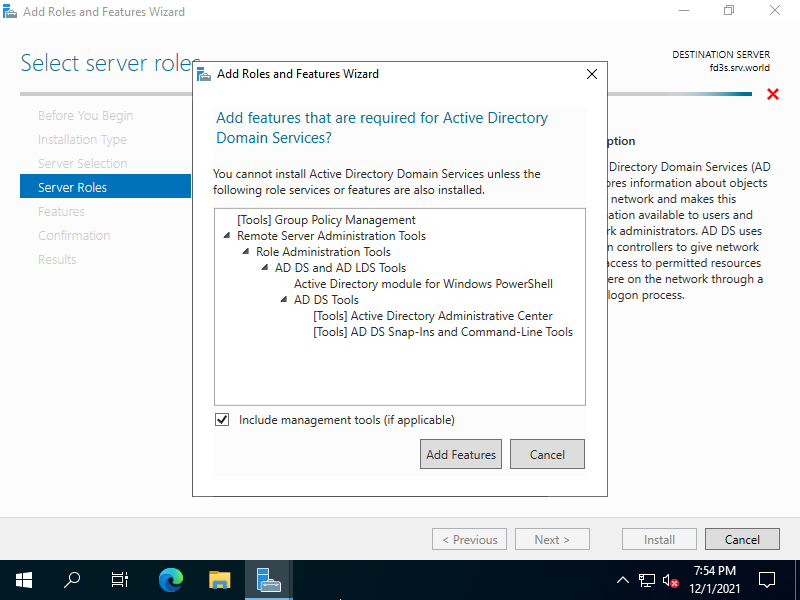 Add Roles and Features Wizard
Select server roles
DESTINATION SERVER
fd3s.srv.world
Before You Begin
Installation Type
Server Selection
Server Roles
Features
Confirmation
Results
Add Roles and Features Wizard
Add features that are required for Active Directory
Domain Services?
You cannot install Active Directory Domain Services unless the
following role services or features are also installed.
[Tools] Group Policy Management
Remote Server Administration Tools
Role Administration Tools
AD DS and AD LDS Tools
Active Directory module for Windows PowerShell
AD DS Tools
[Tools] Active Directory Administrative Center
[Tools] AD DS Snap-Ins and Command-Line Tools
Include management tools (if applicable)
Add Features
Cancel
ption
Directory Domain Services (AD
ores information about objects
network and makes this
ation available to users and
rk administrators. AD DS uses
n controllers to give network
access to permitted resources
ere on the network through a
logon process.
< Previous
Next >
Install
Cancel
7:54 PM
12/1/2021